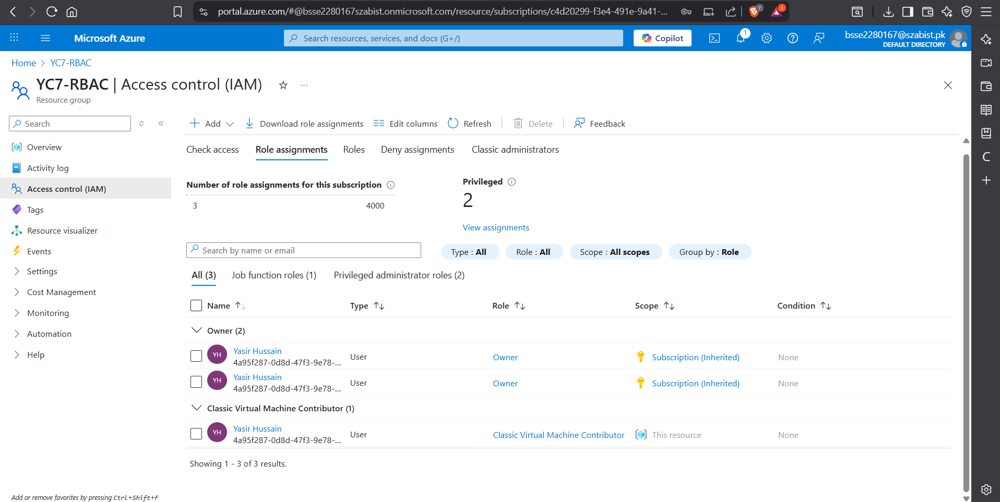 portal.azure.com/#@bsse2280167szabist.onmicrosoft.com/resource/subscriptions/c4d20299-f3e4-491e-9a41-...
7
1
Microsoft Azure
Search resources, services, and docs (G+/)
Copilot
1
bsse2280167@szabist.pk
DEFAULT DIRECTORY
Home > YC7-RBAC
YC7-RBAC | Access control (IAM)
...
Resource group
Search
Add
Download role assignments
Edit columns
Refresh
Delete
Feedback
Overview
Activity log
Access control (IAM)
Tags
Resource visualizer
Events
Settings
Cost Management
Monitoring
Automation
Help
Check access
Role assignments
Roles
Deny assignments
Classic administrators
Number of role assignments for this subscription
3
4000
Privileged
2
View assignments
Search by name or email
Type : All
Role : All
Scope : All scopes
Group by : Role
All (3)
Job function roles (1)
Privileged administrator roles (2)
Name
Type
Role
Scope
Condition
Owner (2)
YH
Yasir Hussain
4a95f287-0d8d-47f3-9e78-...
User
Owner
Subscription (Inherited)
None
YH
Yasir Hussain
4a95f287-0d8d-47f3-9e78-...
User
Owner
Subscription (Inherited)
None
Classic Virtual Machine Contributor (1)
YH
Yasir Hussain
4a95f287-0d8d-47f3-9e78-...
User
Classic Virtual Machine Contributor
This resource
None
Showing 1 - 3 of 3 results.
Add or remove favorites by pressing Ctrl+Shift+F